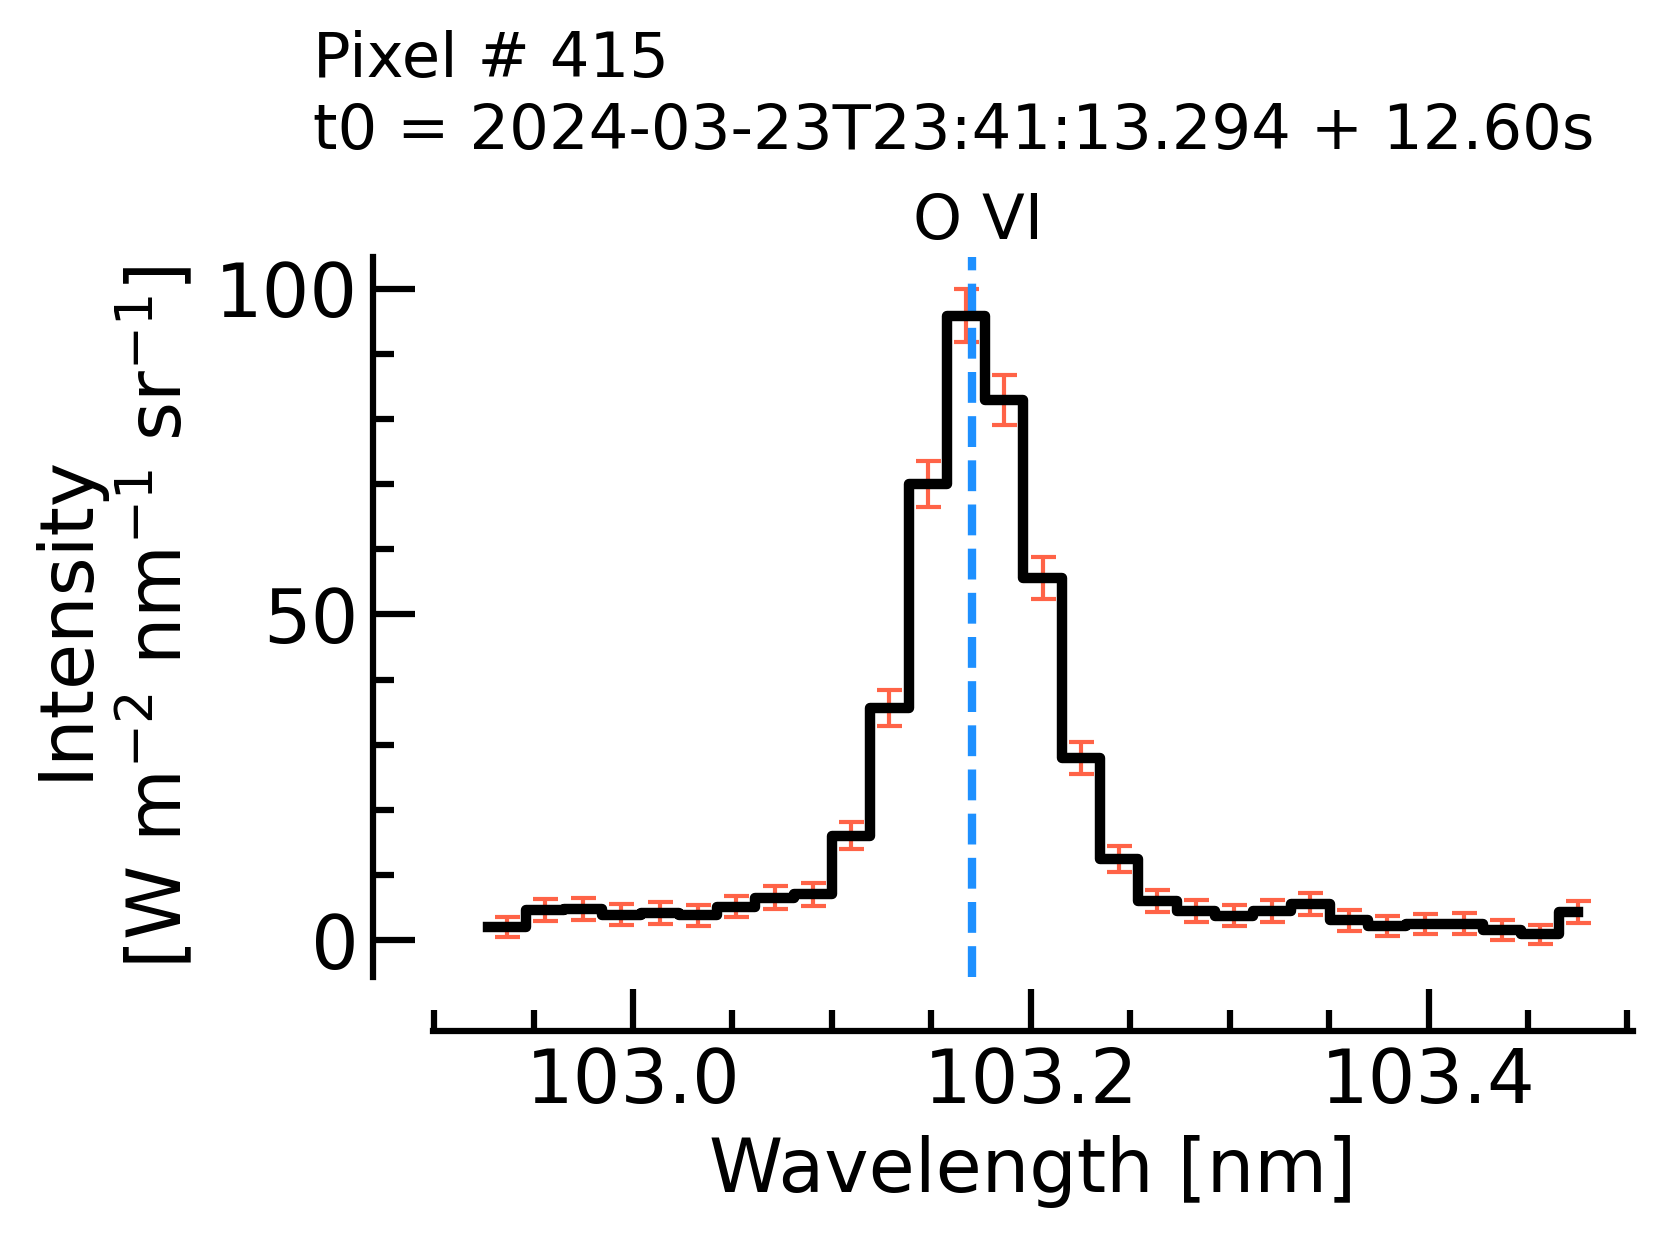 Pixel # 415
t0 = 2024-03-23T23:41:13.294 + 12.60s
O VI
Intensity
[W m⁻² nm⁻¹ sr⁻¹]
100
50
0
103.0 103.2 103.4
Wavelength [nm]